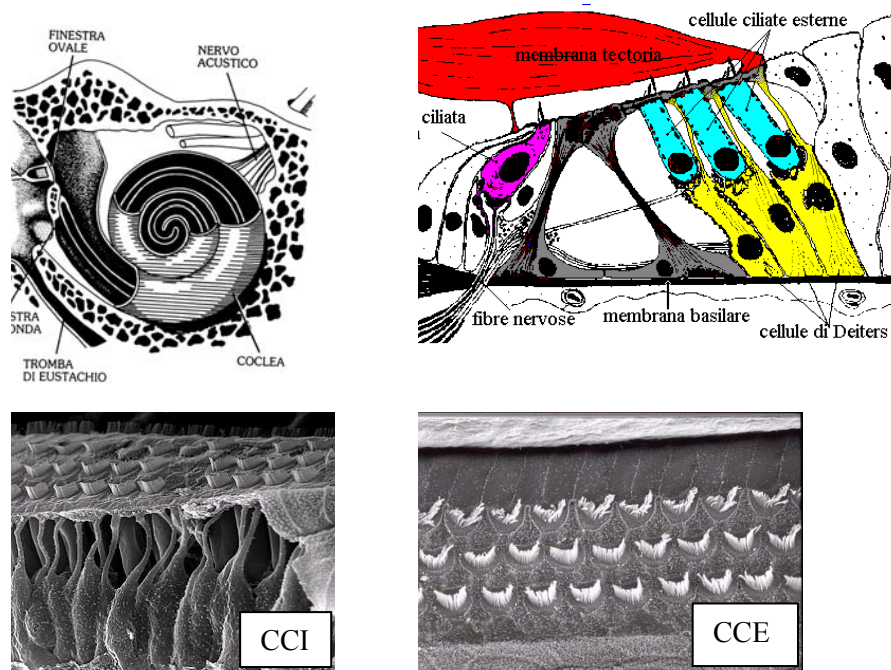 FINESTRA
OVALE
NERVO
ACUSTICO
STRA
ONDA
TROMBA
DI EUSTACHIO
COCLEA
cellule ciliate esterne
membrana tectoria
ciliata
fibre nervose
membrana basilare
cellule di Deiters
CCI
CCE